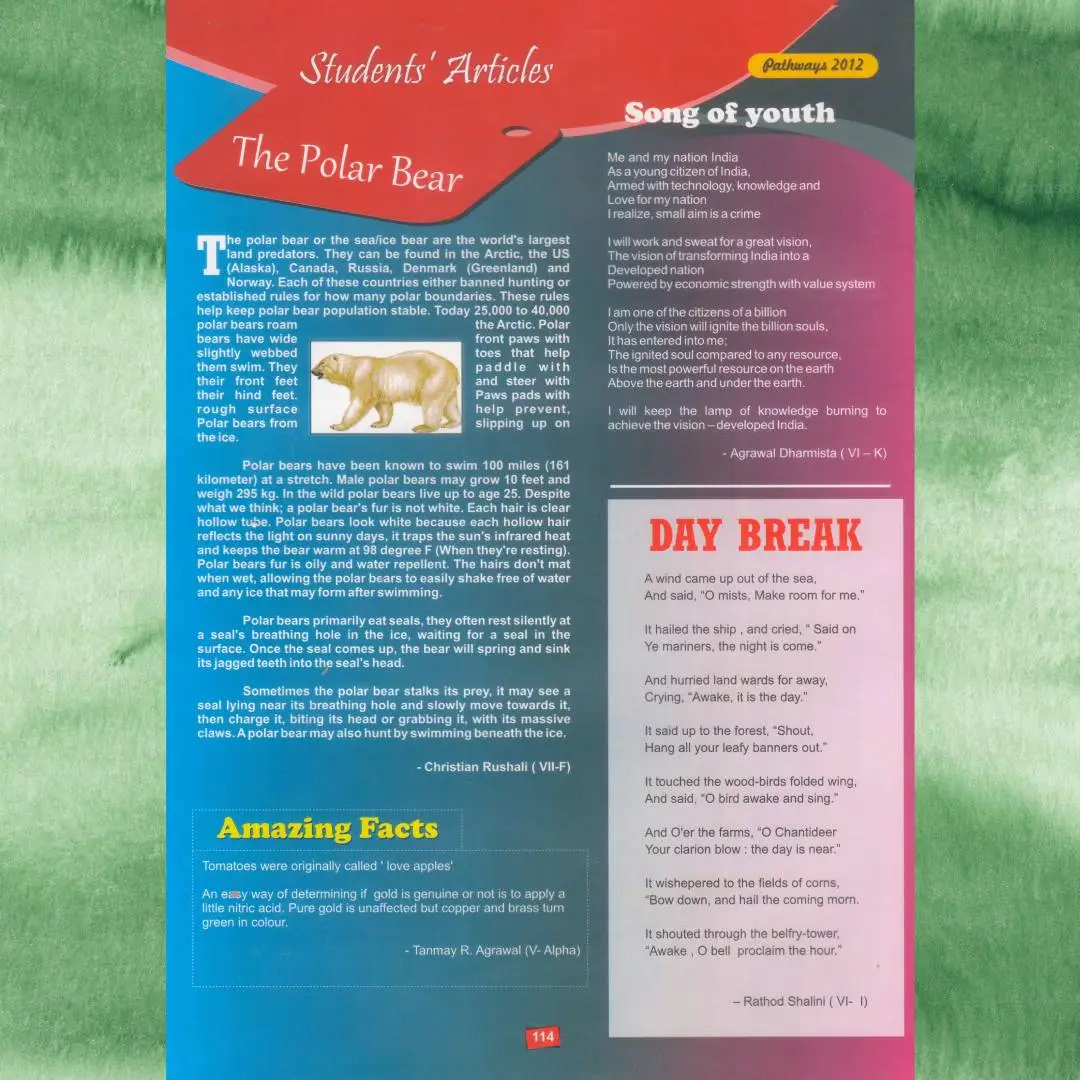 Students' Articles
The Polar Bear
The polar bear or the sea/ice bear are the world's largest
land predators. They can be found in the Arctic, the US
(Alaska), Canada, Russia, Denmark (Greenland) and
Norway. Each of these countries either banned hunting or
established rules for how many polar boundaries. These rules
help keep polar bear population stable. Today 25,000 to 40,000
polar bears roam the Arctic. Polar
bears have wide front paws with
slightly webbed toes that help
them swim. They paddle with
their front feet and steer with
their hind feet. Paws pads with
rough surface help prevent,
Polar bears from slipping up on
the ice.
Polar bears have been known to swim 100 miles (161
kilometer) at a stretch. Male polar bears may grow 10 feet and
weigh 295 kg. In the wild polar bears live up to age 25. Despite
what we think; a polar bear's fur is not white. Each hair is clear
hollow tube. Polar bears look white because each hollow hair
reflects the light on sunny days, it traps the sun's infrared heat
and keeps the bear warm at 98 degree F (When they're resting).
Polar bears fur is oily and water repellent. The hairs don't mat
when wet, allowing the polar bears to easily shake free of water
and any ice that may form after swimming.
Polar bears primarily eat seals, they often rest silently at
a seal's breathing hole in the ice, waiting for a seal in the
surface. Once the seal comes up, the bear will spring and sink
its jagged teeth into the seal's head.
Sometimes the polar bear stalks its prey, it may see a
seal lying near its breathing hole and slowly move towards it,
then charge it, biting its head or grabbing it, with its massive
claws. A polar bear may also hunt by swimming beneath the ice.
- Christian Rushali ( VII-F)
Amazing Facts
Tomatoes were originally called ' love apples'
An easy way of determining if gold is genuine or not is to apply a
little nitric acid. Pure gold is unaffected but copper and brass turn
green in colour.
- Tanmay R. Agrawal (V- Alpha)
Pathways 2012
Song of youth
Me and my nation India
As a young citizen of India,
Armed with technology, knowledge and
Love for my nation
I realize, small aim is a crime
I will work and sweat for a great vision,
The vision of transforming India into a
Developed nation
Powered by economic strength with value system
I am one of the citizens of a billion
Only the vision will ignite the billion souls,
It has entered into me;
The ignited soul compared to any resource,
Is the most powerful resource on the earth
Above the earth and under the earth.
I will keep the lamp of knowledge burning to
achieve the vision – developed India.
- Agrawal Dharmista ( VI – K)
DAY BREAK
A wind came up out of the sea,
And said, “O mists, Make room for me.”
It hailed the ship , and cried, “ Said on
Ye mariners, the night is come.”
And hurried land wards for away,
Crying, “Awake, it is the day.”
It said up to the forest, “Shout,
Hang all your leafy banners out.”
It touched the wood-birds folded wing,
And said, “O bird awake and sing.”
And O'er the farms, “O Chantideer
Your clarion blow : the day is near.”
It wishepered to the fields of corns,
“Bow down, and hail the coming morn.
It shouted through the belfry-tower,
“Awake , O bell proclaim the hour.”
– Rathod Shalini ( VI- I)
114